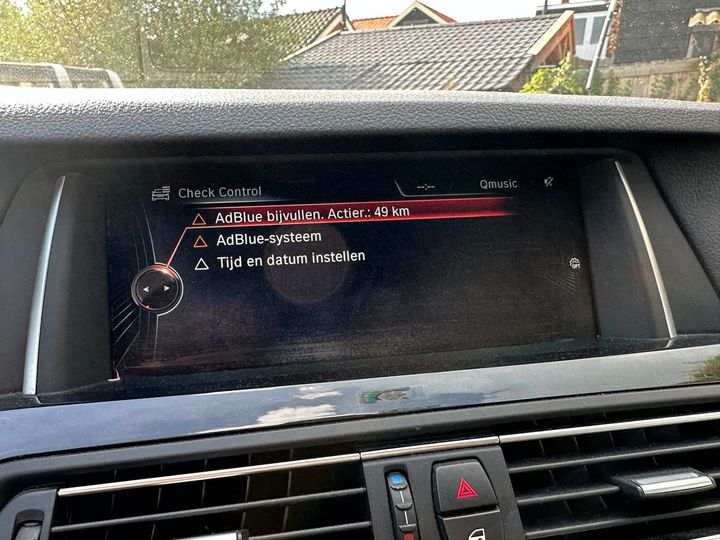 Check Control
--:--
Qmusic
AdBlue bijvullen. Actier.: 49 km
AdBlue-systeem
Tijd en datum instellen